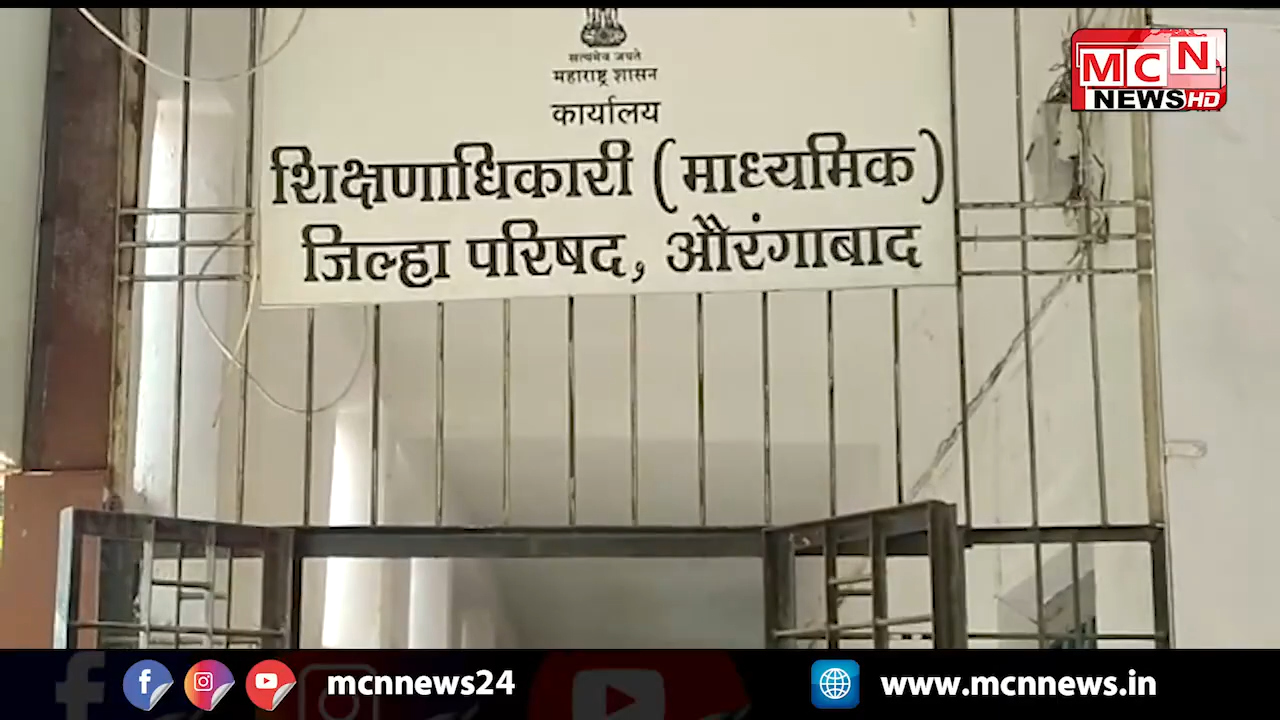 सत्यमेव जयते
महाराष्ट्र शासन
कार्यालय
शिक्षणाधिकारी (माध्यमिक)
जिल्हा परिषद, औरंगाबाद
MCN
NEWS HD
mcnnews24
www.mcnnews.in